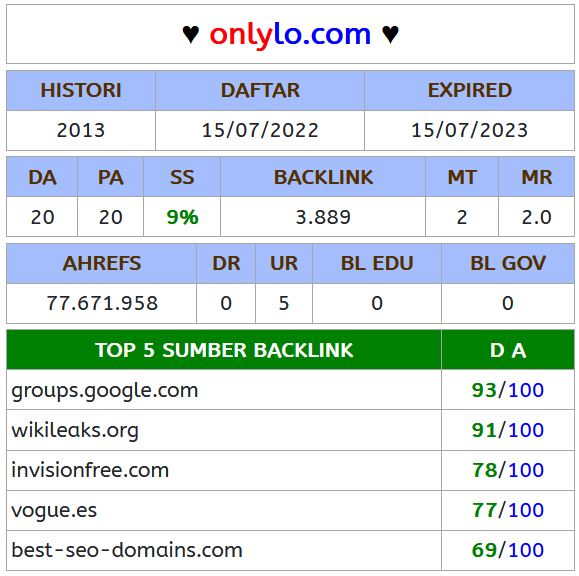 ♥ onlylo.com ♥
HISTORI DAFTAR EXPIRED
2013 15/07/2022 15/07/2023
DA PA SS BACKLINK MT MR
20 20 9% 3.889 2 2.0
AHREFS DR UR BL EDU BL GOV
77.671.958 0 5 0 0
TOP 5 SUMBER BACKLINK D A
groups.google.com 93/100
wikileaks.org 91/100
invisionfree.com 78/100
vogue.es 77/100
best-seo-domains.com 69/100